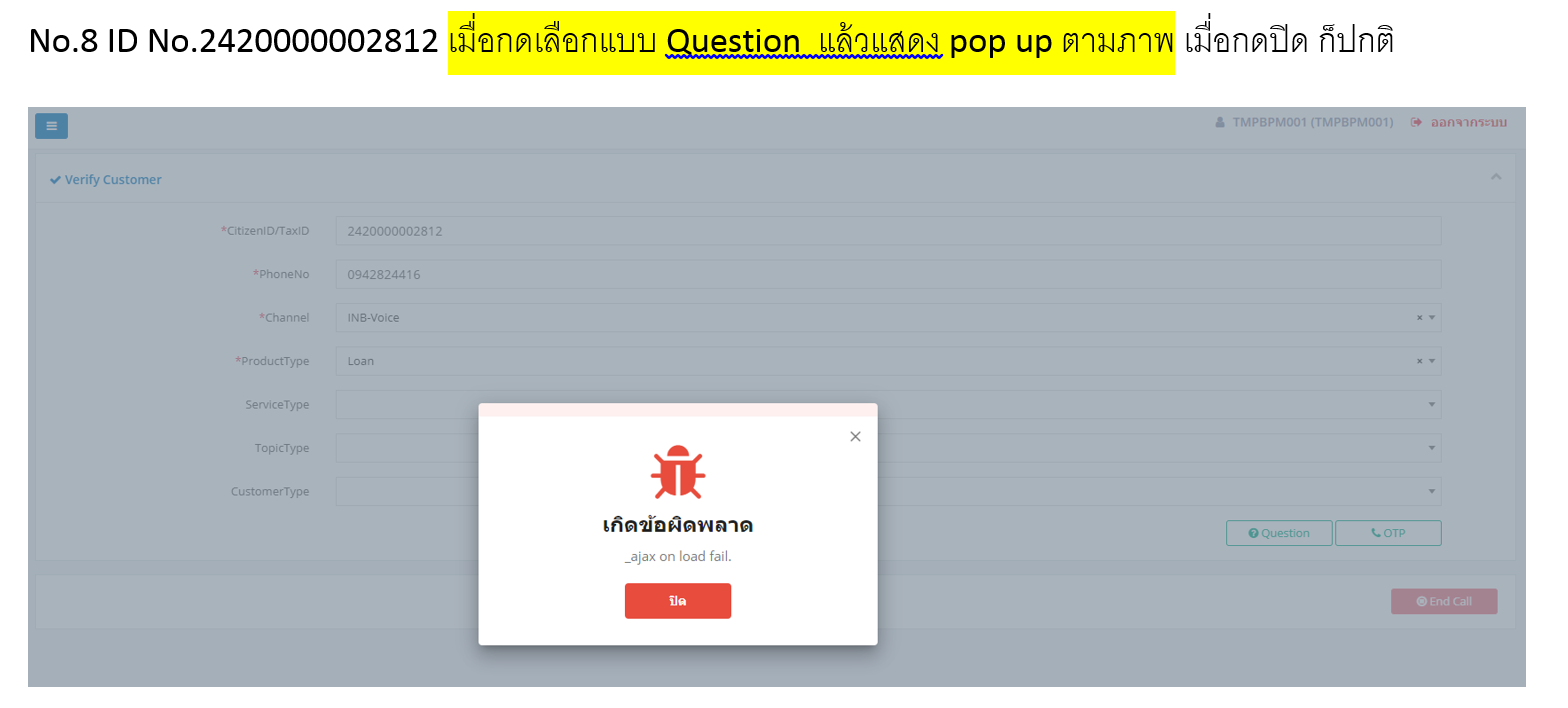 No.8 ID No.2420000002812 เมื่อกดเลือกแบบ Question แล้วแสดง pop up ตามภาพ เมื่อกดปิด ก็ปกติ
TMPBPM001 (TMPBPM001) ออกจากระบบ
Verify Customer
*CitizenID/TaxID 2420000002812
*PhoneNo 0942824416
*Channel INB-Voice × 
*ProductType Loan ×
ServiceType
TopicType
CustomerType
×
เกิดข้อผิดพลาด
_ajax on load fail.
ปิด
Question OTP
End Call